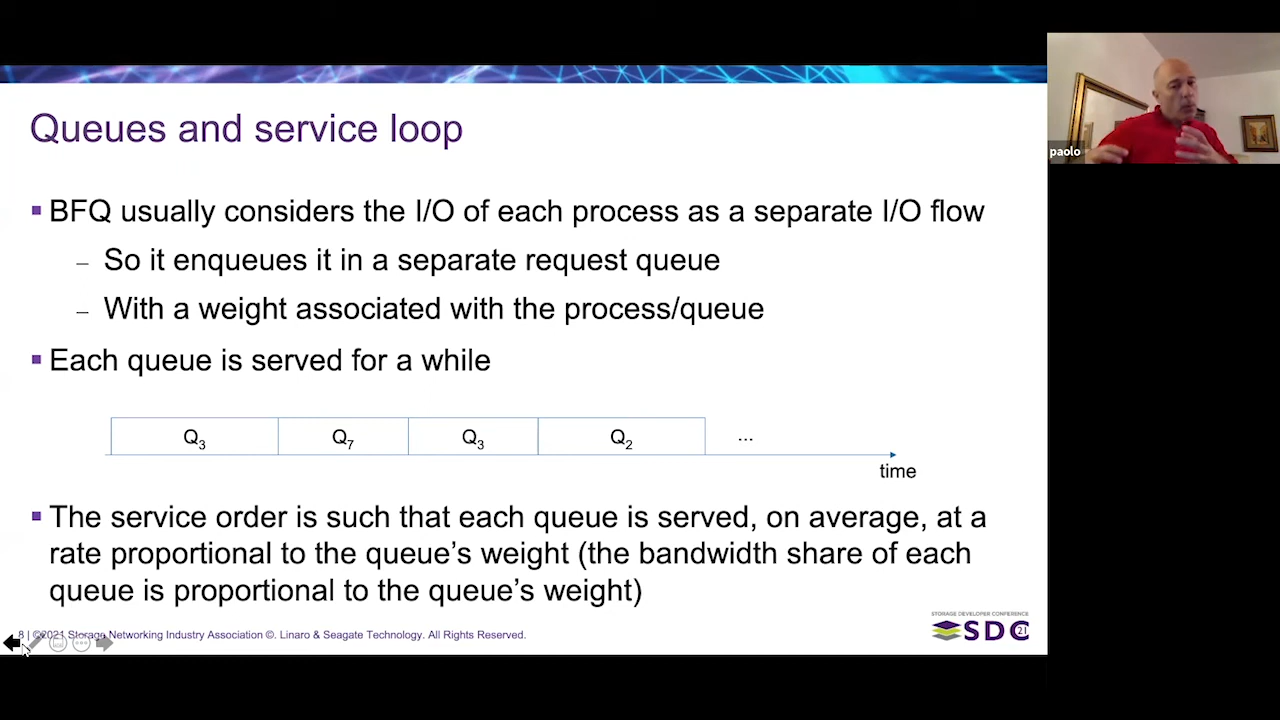 Queues and service loop
▪ BFQ usually considers the I/O of each process as a separate I/O flow
– So it enqueues it in a separate request queue
– With a weight associated with the process/queue
▪ Each queue is served for a while
Q3 Q7 Q3 Q2 ...
time
▪ The service order is such that each queue is served, on average, at a
rate proportional to the queue’s weight (the bandwidth share of each
queue is proportional to the queue’s weight)
8 | ©2021 Storage Networking Industry Association ©. Linaro & Seagate Technology. All Rights Reserved.
STORAGE DEVELOPER CONFERENCE
SDC 21
paolo